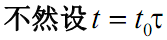 不然设 t = t₀τ